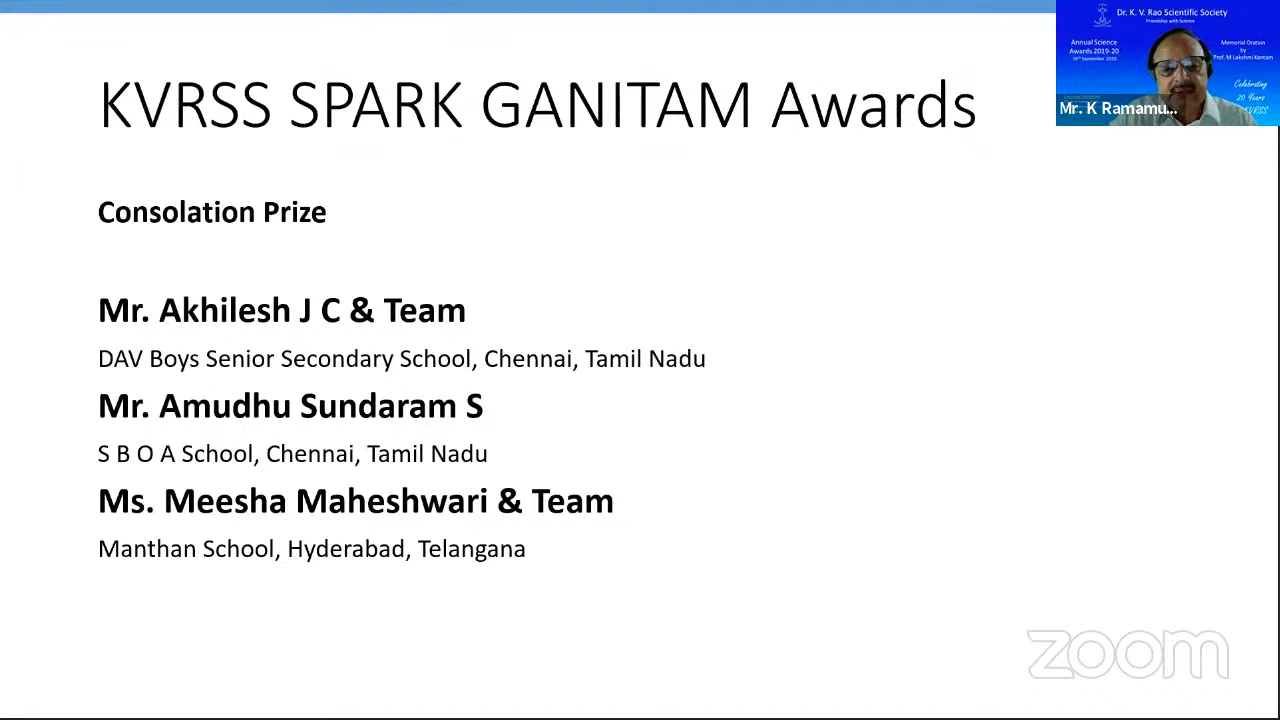 KVRSS SPARK GANITAM Awards
Consolation Prize
Mr. Akhilesh J C & Team
DAV Boys Senior Secondary School, Chennai, Tamil Nadu
Mr. Amudhu Sundaram S
S B O A School, Chennai, Tamil Nadu
Ms. Meesha Maheshwari & Team
Manthan School, Hyderabad, Telangana
Dr. K. V. Rao Scientific Society
Friendship with Science
Annual Science
Awards 2019-20
16th September 2020
Memorial Oration
by
Prof. M Lakshmi Kantam
Celebrating
20 Years
KVRSS
Mr. K Ramamu...
zoom